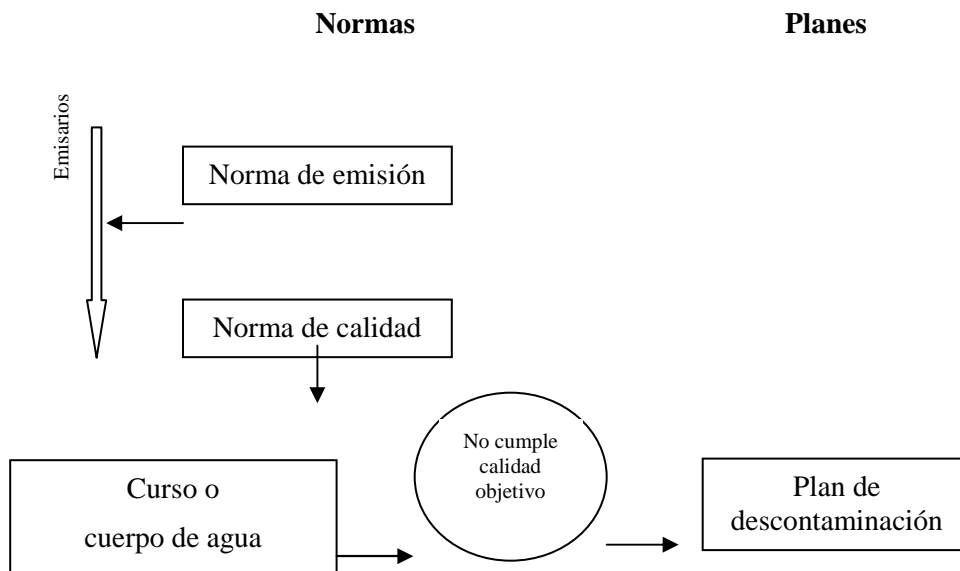 Normas
Planes
Emisarios
Norma de emisión
Norma de calidad
No cumple
calidad
objetivo
Curso o
cuerpo de agua
Plan de
descontaminación